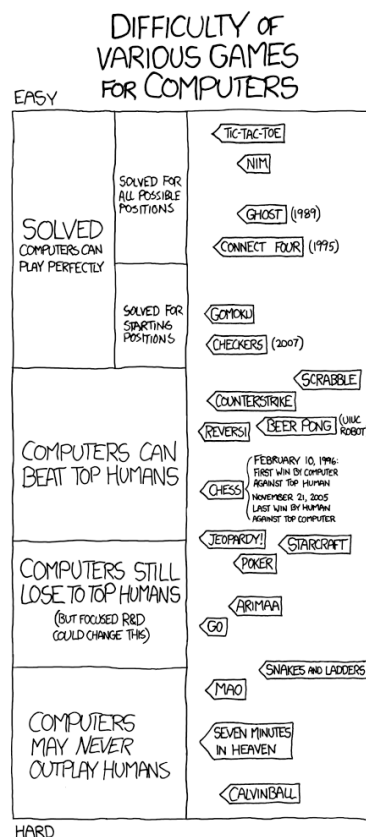 DIFFICULTY OF
VARIOUS GAMES
FOR COMPUTERS
EASY
SOLVED
COMPUTERS CAN
PLAY PERFECTLY
SOLVED FOR
ALL POSSIBLE
POSITIONS
TIC-TAC-TOE
NIM
GHOST (1989)
CONNECT FOUR (1995)
SOLVED FOR
STARTING
POSITIONS
GOMOKU
CHECKERS (2007)
COMPUTERS CAN
BEAT TOP HUMANS
SCRABBLE
COUNTERSTRIKE
REVERSI
BEER PONG (UIUC
ROBOT
CHESS
FEBRUARY 10, 1996:
FIRST WIN BY COMPUTER
AGAINST TOP HUMAN
NOVEMBER 21, 2005
LAST WIN BY HUMAN
AGAINST TOP COMPUTER
COMPUTERS STILL
LOSE TO TOP HUMANS
(BUT FOCUSED R&D
COULD CHANGE THIS)
JEOPARDY!
STARCRAFT
POKER
ARIMAA
GO
COMPUTERS
MAY NEVER
OUTPLAY HUMANS
SNAKES AND LADDERS
MAO
SEVEN MINUTES
IN HEAVEN
CALVINBALL
HARD